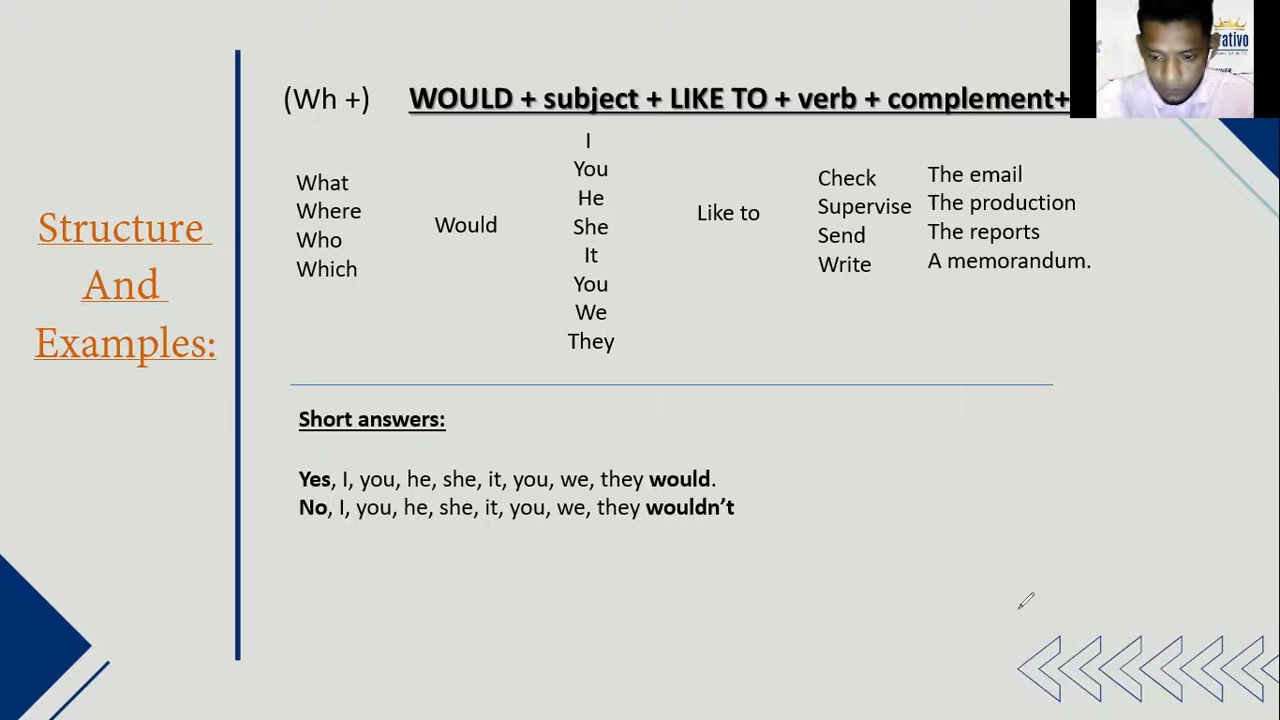 (Wh +) WOULD + subject + LIKE TO + verb + complement+
Structure
And
Examples:
What
Where
Who
Which
Would
I
You
He
She
It
You
We
They
Like to
Check
Supervise
Send
Write
The email
The production
The reports
A memorandum.
Short answers:
Yes, I, you, he, she, it, you, we, they would.
No, I, you, he, she, it, you, we, they wouldn’t